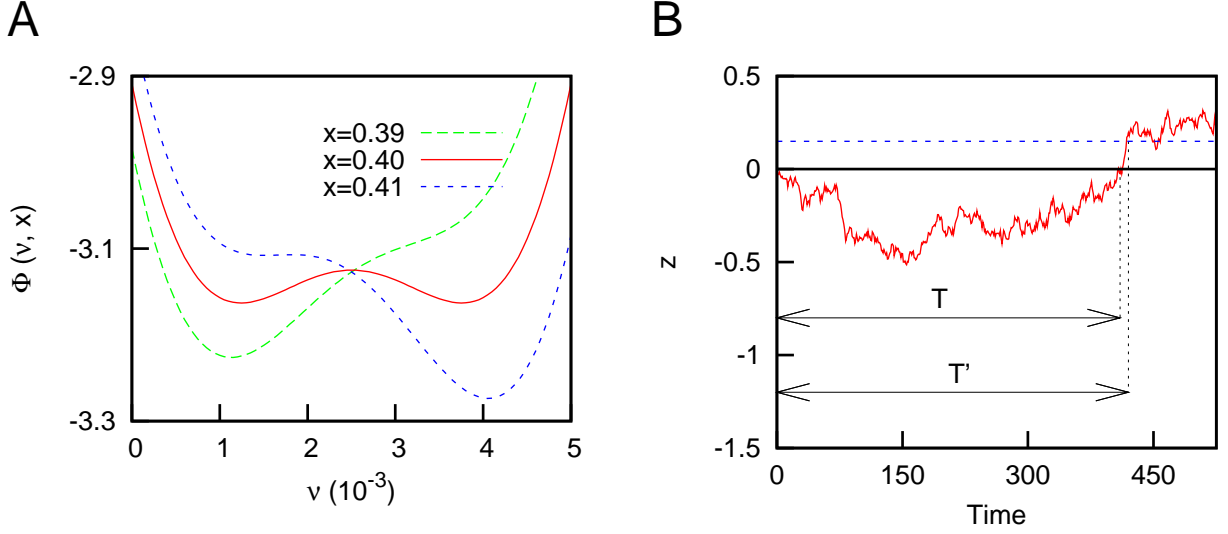 A
-2.9
-3.1
-3.3
Φ (ν, x)
x=0.39
x=0.40
x=0.41
0 1 2 3 4 5
ν (10^-3)
B
0.5
0
-0.5
-1
-1.5
z
T
T'
0 150 300 450
Time